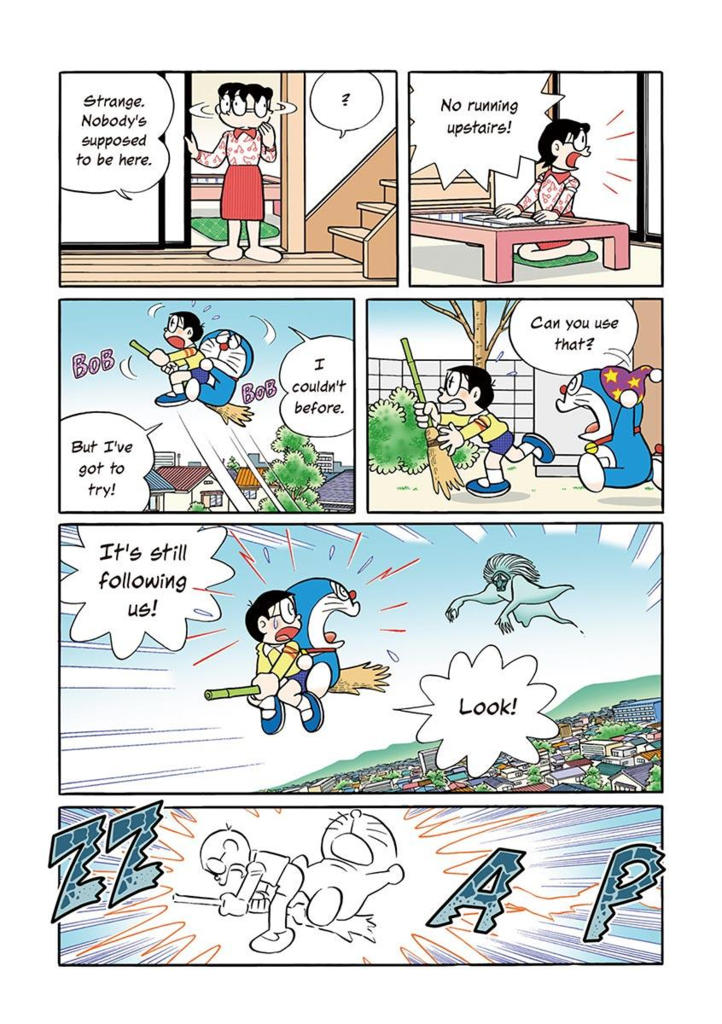 No running
upstairs!
?
Strange.
Nobody's
supposed
to be here.
Can you use
that?
I
couldn't
before.
But I've
got to
try!
BOB
BOB
Look!
It's still
following
us!
ZZAP